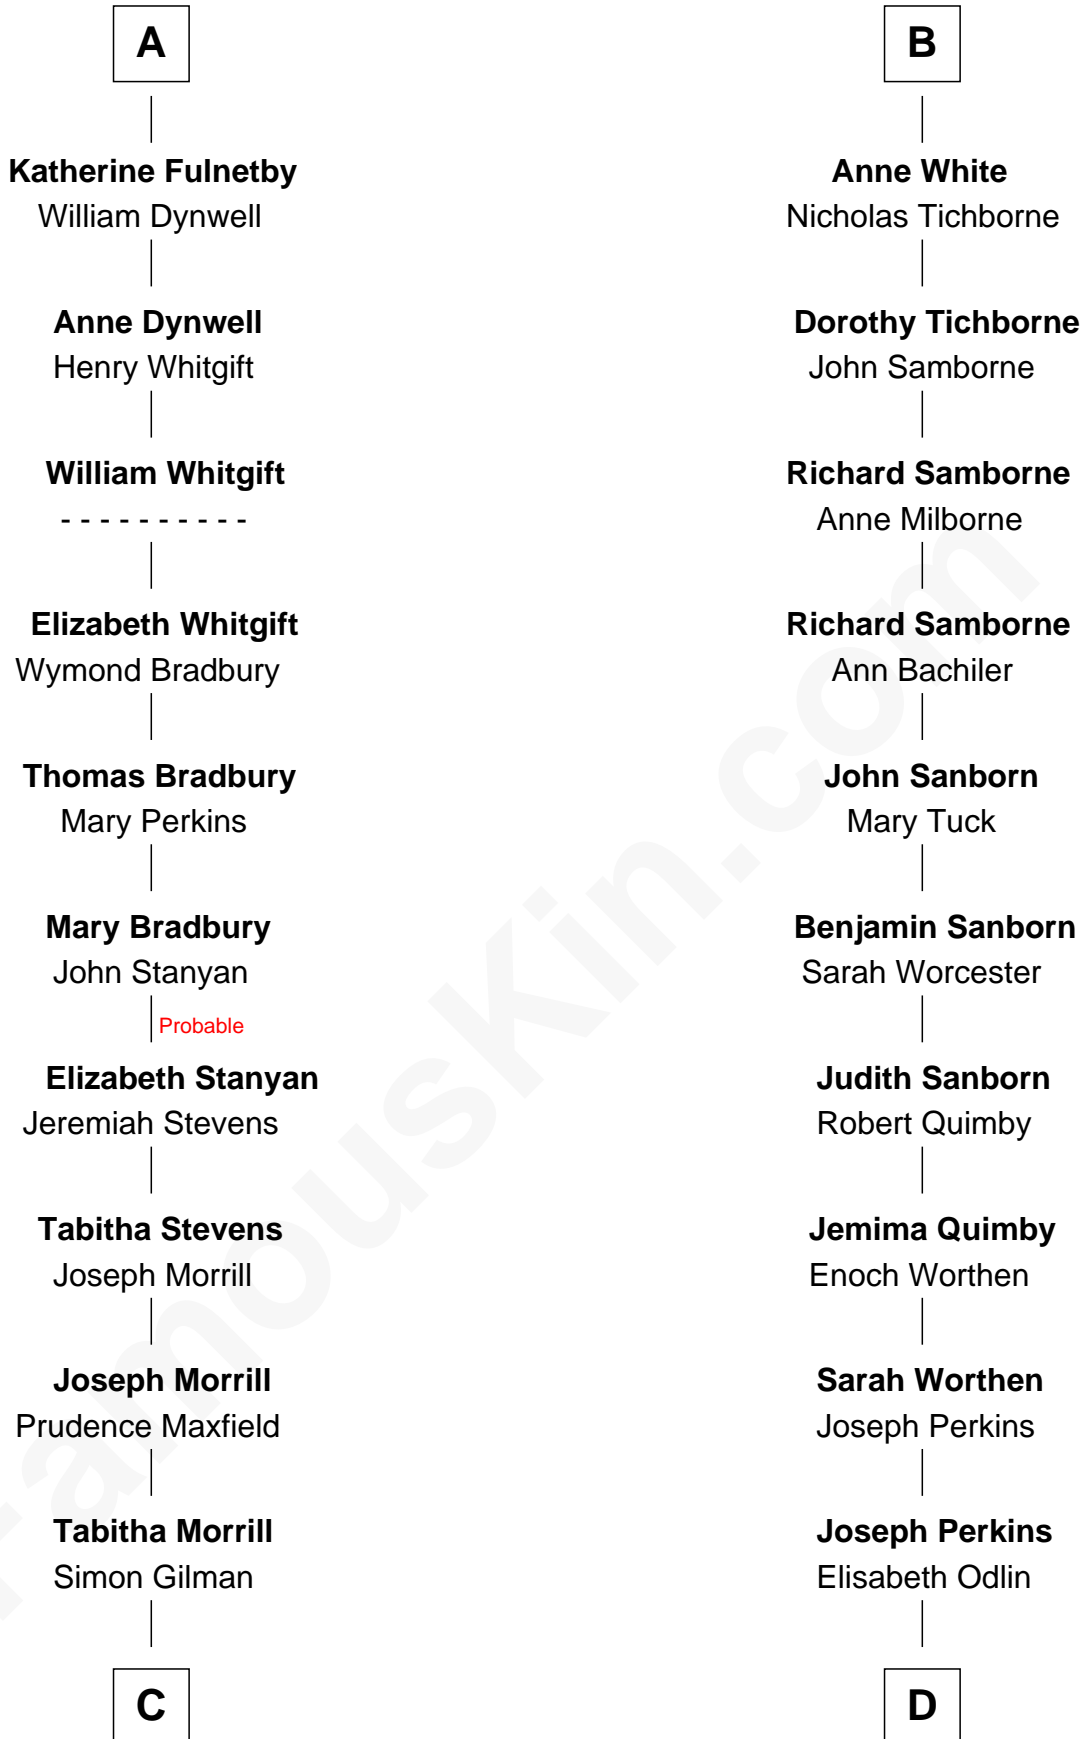 A
Katherine Fulnetby
William Dynwell
Anne Dynwell
Henry Whitgift
William Whitgift
- - - - - - - - - -
Elizabeth Whitgift
Wymond Bradbury
Thomas Bradbury
Mary Perkins
Mary Bradbury
John Stanyan
Probable
Elizabeth Stanyan
Jeremiah Stevens
Tabitha Stevens
Joseph Morrill
Joseph Morrill
Prudence Maxfield
Tabitha Morrill
Simon Gilman
C
B
Anne White
Nicholas Tichborne
Dorothy Tichborne
John Samborne
Richard Samborne
Anne Milborne
Richard Samborne
Ann Bachiler
John Sanborn
Mary Tuck
Benjamin Sanborn
Sarah Worcester
Judith Sanborn
Robert Quimby
Jemima Quimby
Enoch Worthen
Sarah Worthen
Joseph Perkins
Joseph Perkins
Elisabeth Odlin
D
FamousKin.com